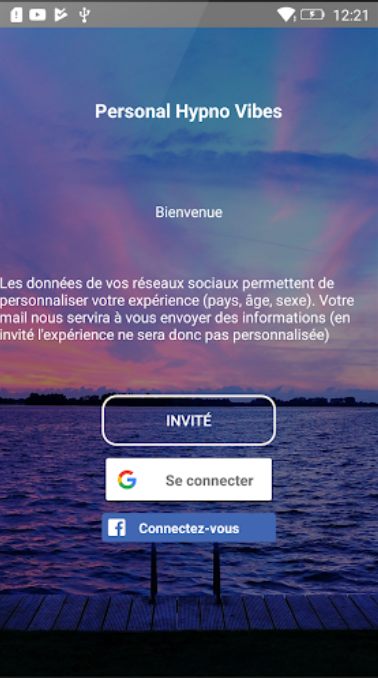 12:21
Personal Hypno Vibes
Bienvenue
Les données de vos réseaux sociaux permettent de
personnaliser votre expérience (pays, âge, sexe). Votre
mail nous servira à vous envoyer des informations (en
invité l'expérience ne sera donc pas personnalisée)
INVITÉ
Se connecter
Connectez-vous